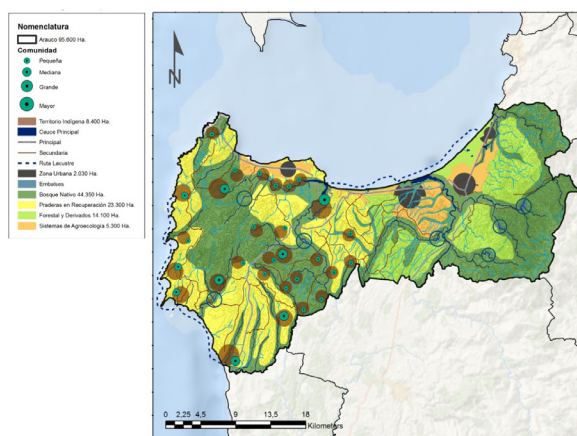 Nomenclatura
Arauco 95.600 Ha.
Comunidad
Pequeña
Mediana
Grande
Mayor
Territorio Indígena 8.400 Ha.
Cauce Principal
Principal
Secundaria
Ruta Lacustre
Zona Urbana 2.030 Ha.
Embalses
Bosque Nativo 44.350 Ha.
Praderas en Recuperación 23.300 Ha.
Forestal y Derivados 14.100 Ha.
Sistemas de Agroecología 5.300 Ha.
N
0 2,25 4,5 9 13,5 18
Kilometers